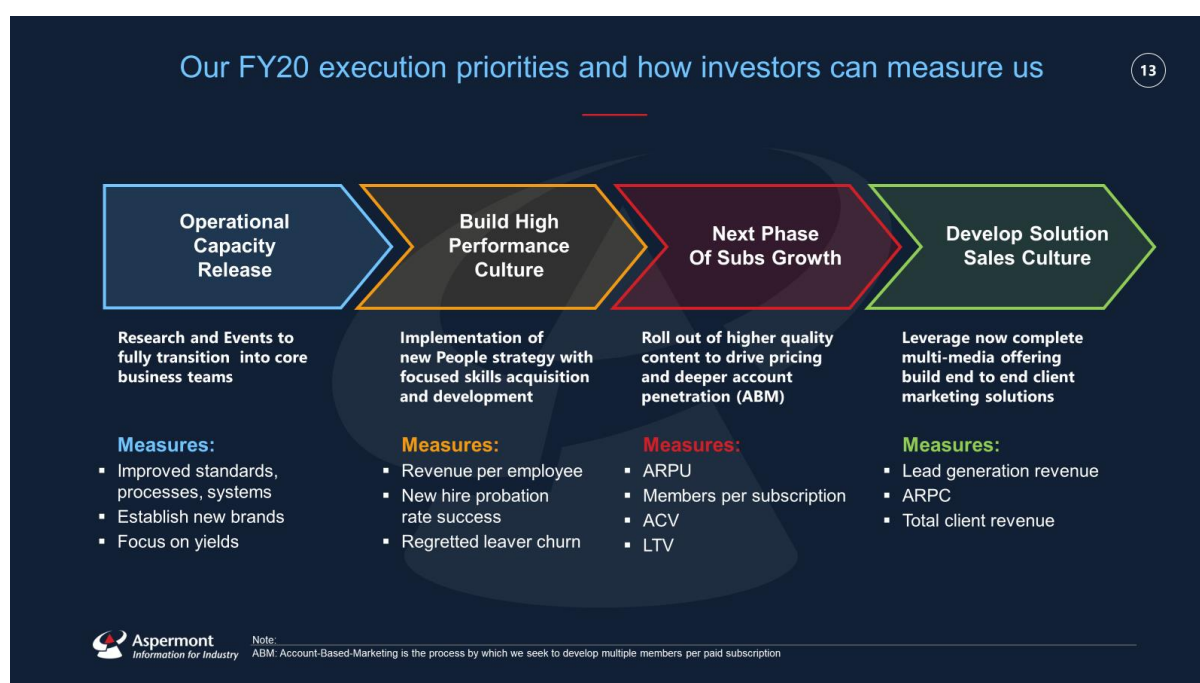 Our FY20 execution priorities and how investors can measure us
13
Operational
Capacity
Release
Build High
Performance
Culture
Next Phase
Of Subs Growth
Develop Solution
Sales Culture
Research and Events to
fully transition into core
business teams
Implementation of
new People strategy with
focused skills acquisition
and development
Roll out of higher quality
content to drive pricing
and deeper account
penetration (ABM)
Leverage now complete
multi-media offering
build end to end client
marketing solutions
Measures:
▪ Improved standards,
processes, systems
▪ Establish new brands
▪ Focus on yields
Measures:
▪ Revenue per employee
▪ New hire probation
rate success
▪ Regretted leaver churn
Measures:
▪ ARPU
▪ Members per subscription
▪ ACV
▪ LTV
Measures:
▪ Lead generation revenue
▪ ARPC
▪ Total client revenue
Aspermont
Information for Industry
Note:
ABM: Account-Based-Marketing is the process by which we seek to develop multiple members per paid subscription